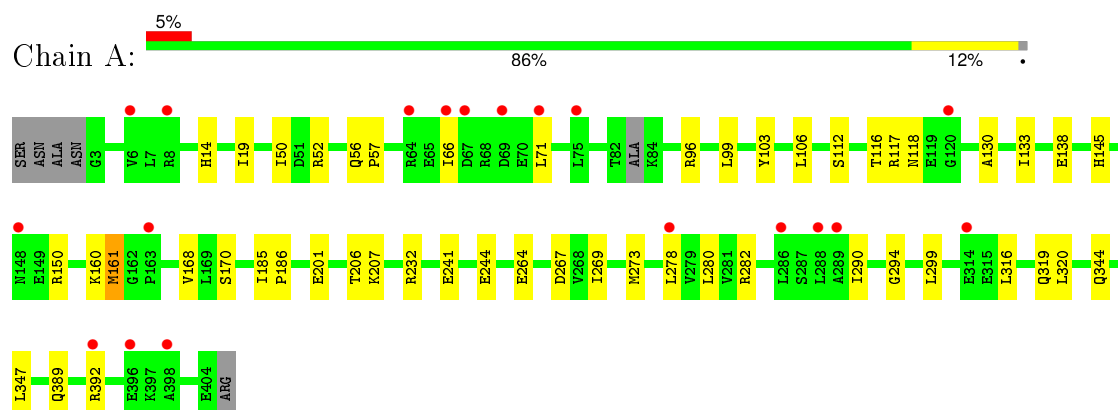 5%
Chain A:
86%
12%
•
SER ASN ALA ASN G3 V6 L7 R8 H14 I19 I50 D51 R52 Q56 P57 R64 E65 I66 D67 R68 D69 E70 L71 L75 T82 ALA K84 R96 L99 Y103 L106 S112 T116 R117 N118 E119 G120 A130 I133 E138 H145
N148 E149 R150 K160 M161 G162 P163 V168 L169 S170 I185 P186 E201 T206 K207 R232 E241 E244 E264 D267 V268 I269 M273 L278 V279 L280 V281 R282 L286 S287 L288 A289 I290 G294 L299 E314 E315 L316 Q319 L320 Q344
L347 Q389 R392 E396 K397 A398 E404 ARG